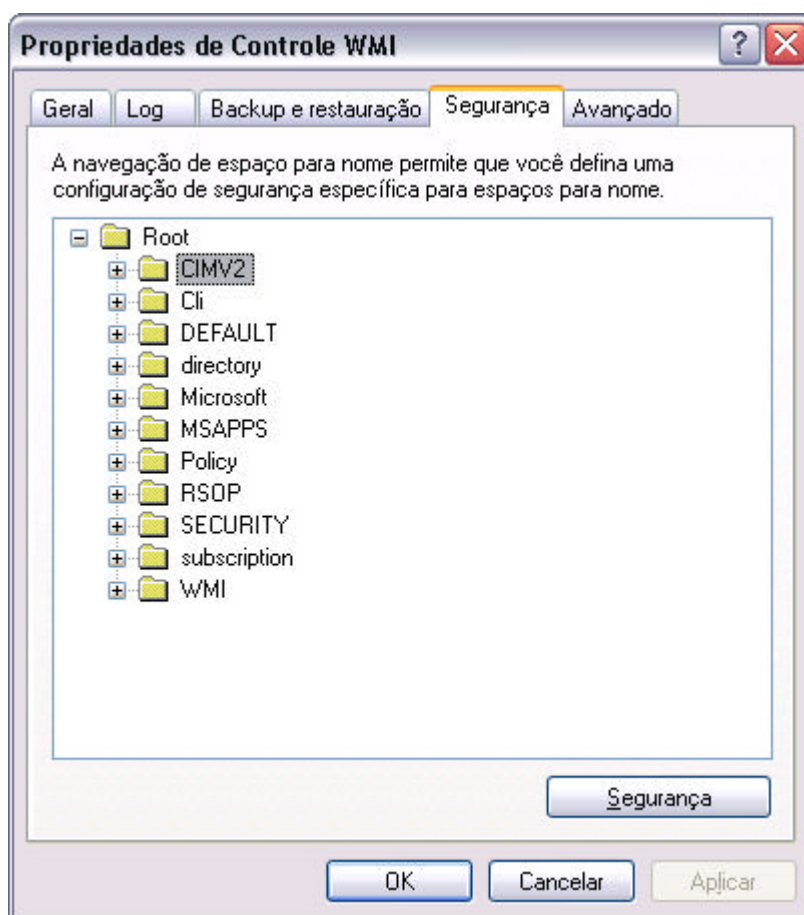 Propriedades de Controle WMI
Geral Log Backup e restauração Segurança Avançado
A navegação de espaço para nome permite que você defina uma
configuração de segurança específica para espaços para nome.
Root
CIMV2
Cli
DEFAULT
directory
Microsoft
MSAPPS
Policy
RSOP
SECURITY
subscription
WMI
Segurança
OK Cancelar Aplicar